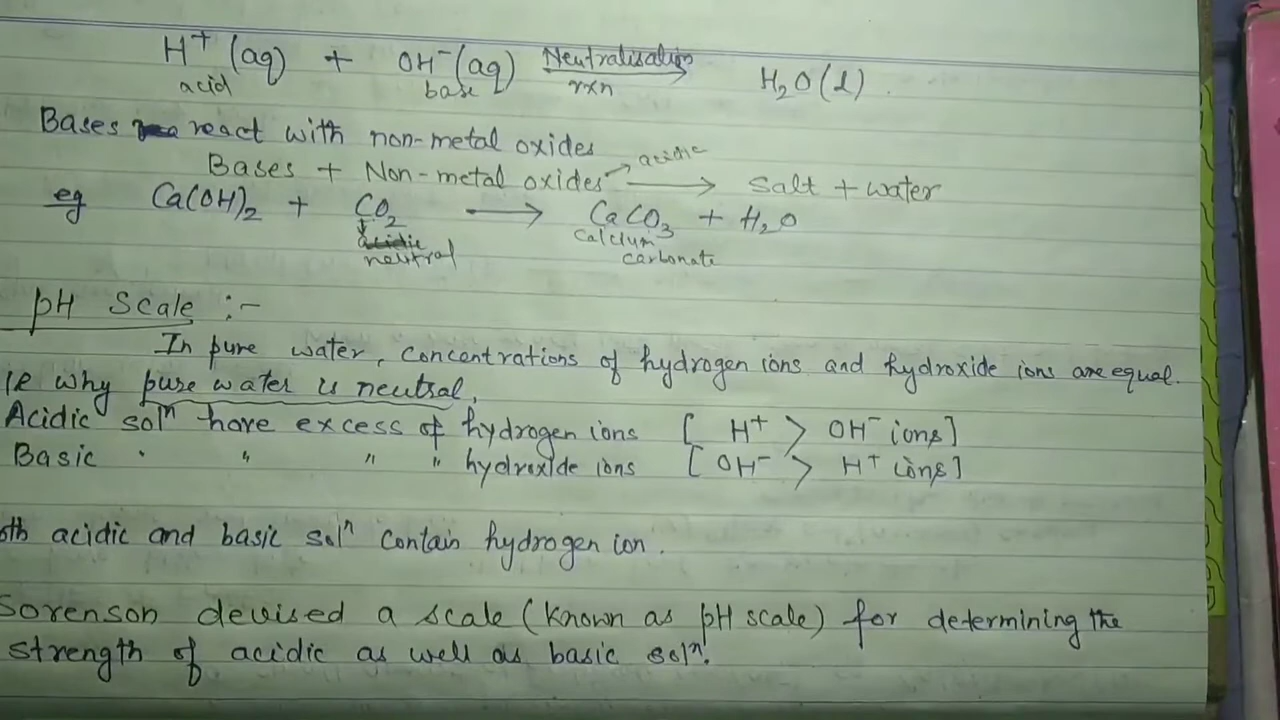 H⁺(aq) + OH⁻(aq) Neutralisation rxn → H₂O(l).
acid base
Bases react with non-metal oxides
Bases + Non-metal oxides → acidic ⟶ Salt + water
eg Ca(OH)₂ + CO₂ ⟶ CaCO₃ + H₂O
↓ acidic calcium
neutral carbonate
pH Scale :-
In pure water, concentrations of hydrogen ions and hydroxide ions are equal.
why pure water is neutral,
Acidic solⁿ have excess of hydrogen ions [ H⁺ > OH⁻ ions]
Basic " " " " hydroxide ions [ OH⁻ > H⁺ ions]
oth acidic and basic solⁿ contain hydrogen ion.
Sorenson devised a scale (known as pH scale) for determining the
strength of acidic as well as basic solⁿ.